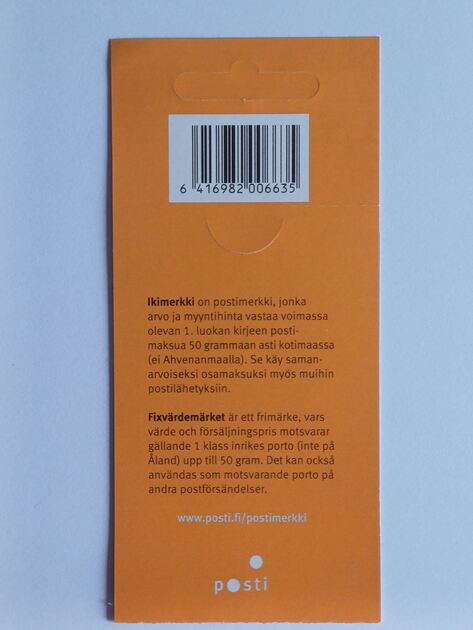 6 416982 006635
Ikimerkki on postimerkki, jonka
arvo ja myyntihinta vastaa voimassa
olevan 1. luokan kirjeen posti-
maksua 50 grammaan asti kotimaassa
(ei Ahvenanmaalla). Se käy saman-
arvoiseksi osamaksuksi myös muihin
postilähetyksiin.
Fixvärdemärket är ett frimärke, vars
värde och försäljningspris motsvarar
gällande 1 klass inrikes porto (inte på
Åland) upp till 50 gram. Det kan också
användas som motsvarande porto på
andra postförsändelser.
www.posti.fi/postimerkki
posti